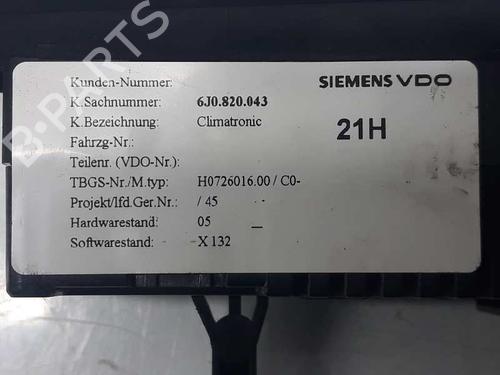 Kunden-Nummer:
SIEMENS VDO
K.Sachnummer: 6J0.820.043
K.Bezeichnung: Climatronic
21H
Fahrzg-Nr.:
Teilenr. (VDO-Nr.):
TBGS-Nr./M.typ: H0726016.00 / C0-
Projekt/lfd.Ger.Nr.: / 45
Hardwarestand: 05 _
Softwarestand: X 132
B-PARTS